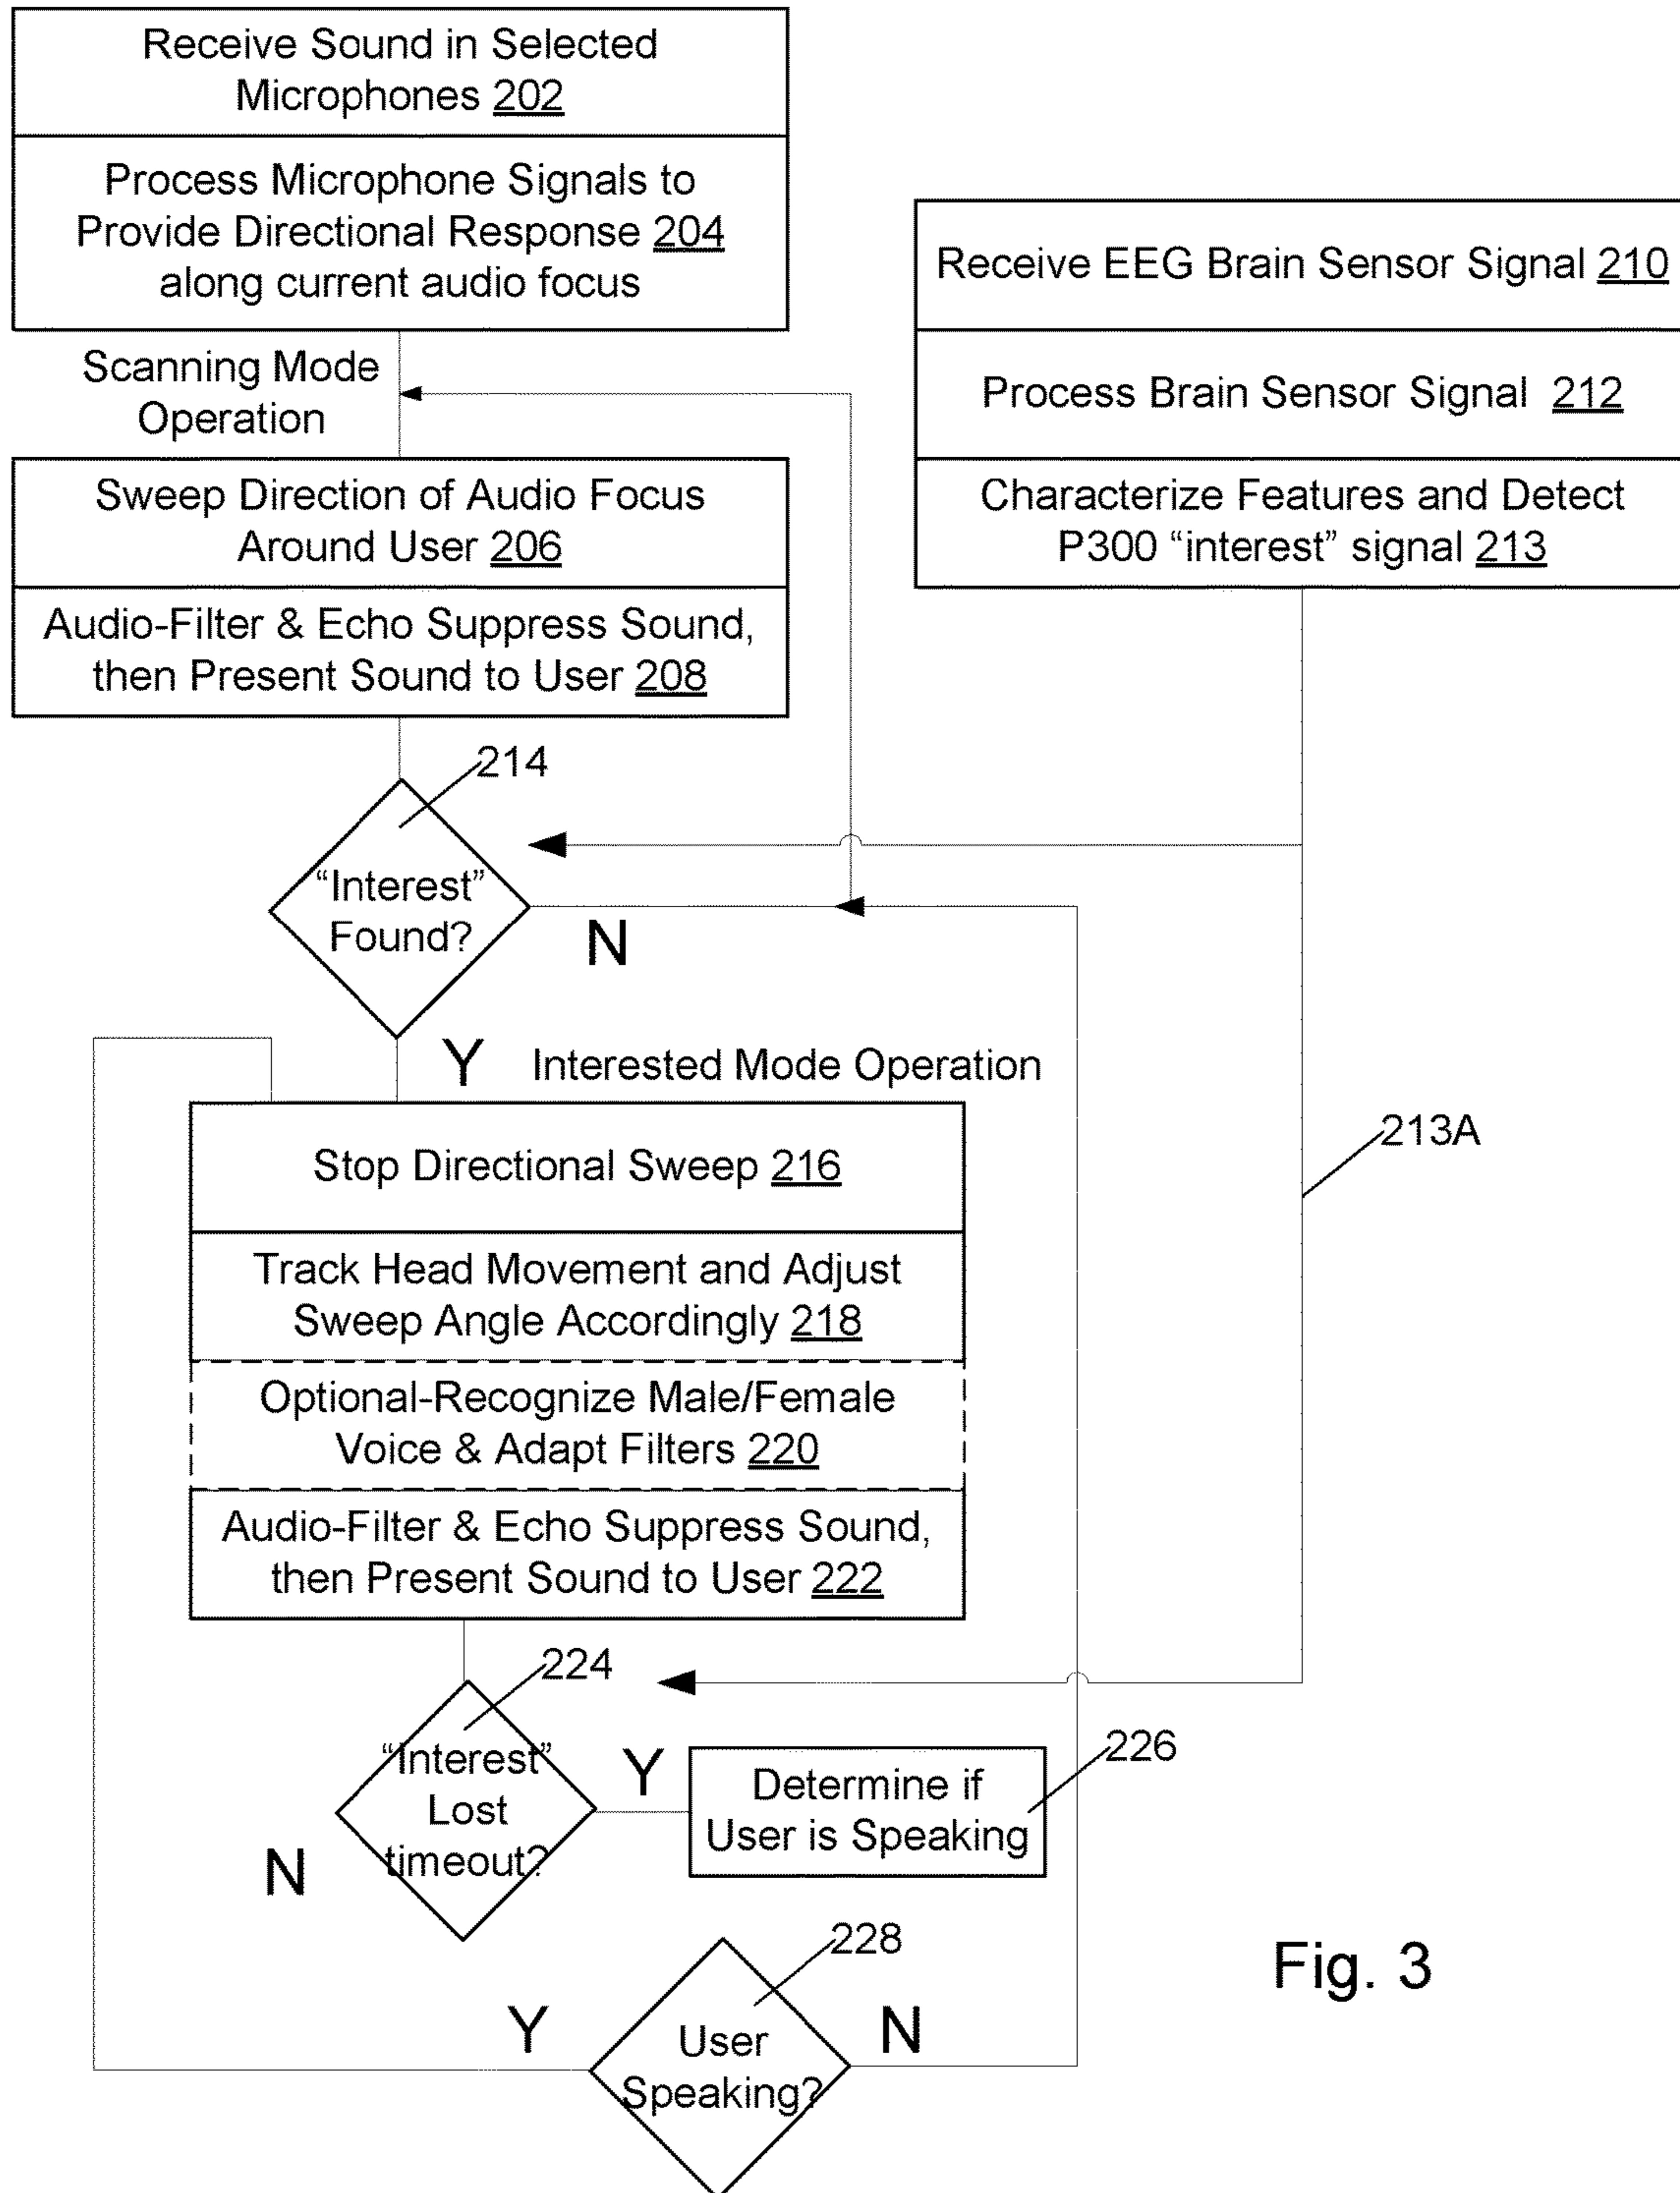 Receive Sound in Selected
Microphones 202
Process Microphone Signals to
Provide Directional Response 204
along current audio focus
Scanning Mode
Operation
Sweep Direction of Audio Focus
Around User 206
Audio-Filter & Echo Suppress Sound,
then Present Sound to User 208
Receive EEG Brain Sensor Signal 210
Process Brain Sensor Signal 212
Characterize Features and Detect
P300 “interest” signal 213
214
“Interest”
Found?
N
Y
Interested Mode Operation
213A
Stop Directional Sweep 216
Track Head Movement and Adjust
Sweep Angle Accordingly 218
Optional-Recognize Male/Female
Voice & Adapt Filters 220
Audio-Filter & Echo Suppress Sound,
then Present Sound to User 222
224
“Interest”
Lost
timeout?
Y
N
226
Determine if
User is Speaking
228
User
Speaking?
Y
N
Fig. 3